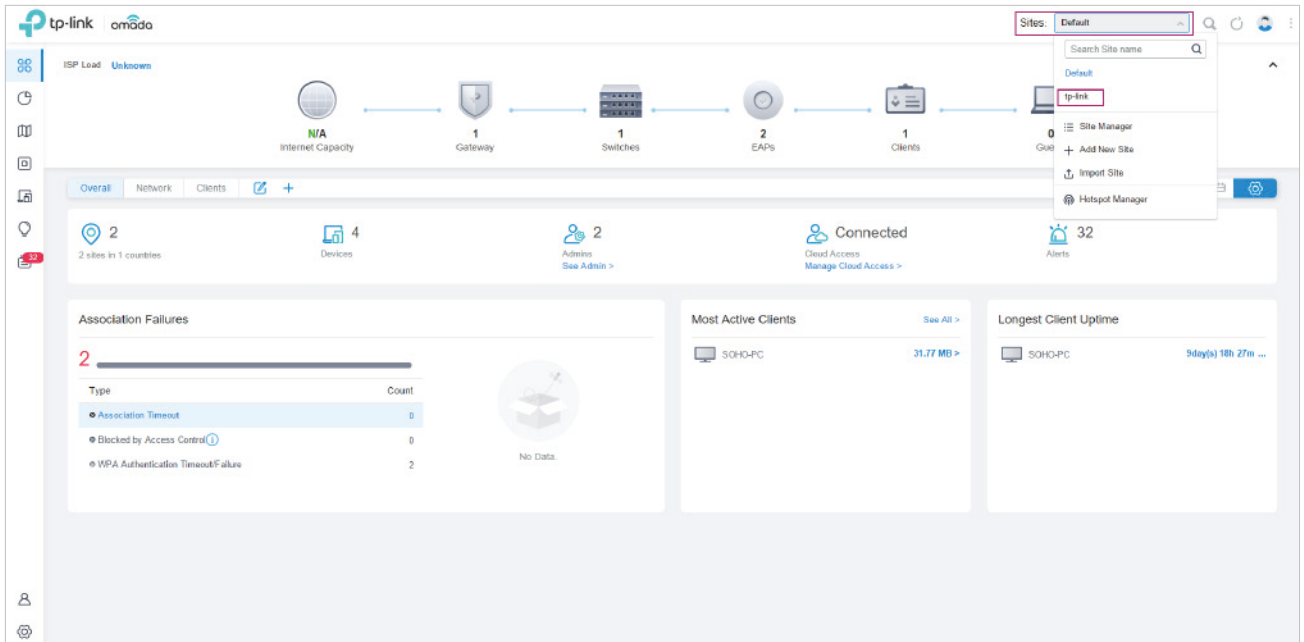 tp-link omada
Sites: Default
Search Site name
Default
tp-link
Site Manager
Add New Site
Import Site
Hotspot Manager
ISP Load Unknown
N/A
Internet Capacity
1
Gateway
1
Switches
2
EAPs
1
Clients
0
Gue
Overall Network Clients
32
2
2 sites in 1 countries
4
Devices
2
Admins
See Admin >
Connected
Cloud Access
Manage Cloud Access >
32
Alerts
Association Failures
2
Type Count
Association Timeout 0
Blocked by Access Control 0
WPA Authentication Timeout/Failure 2
No Data.
Most Active Clients See All >
SOHO-PC 31.77 MB >
Longest Client Uptime
SOHO-PC 9day(s) 18h 27m ...